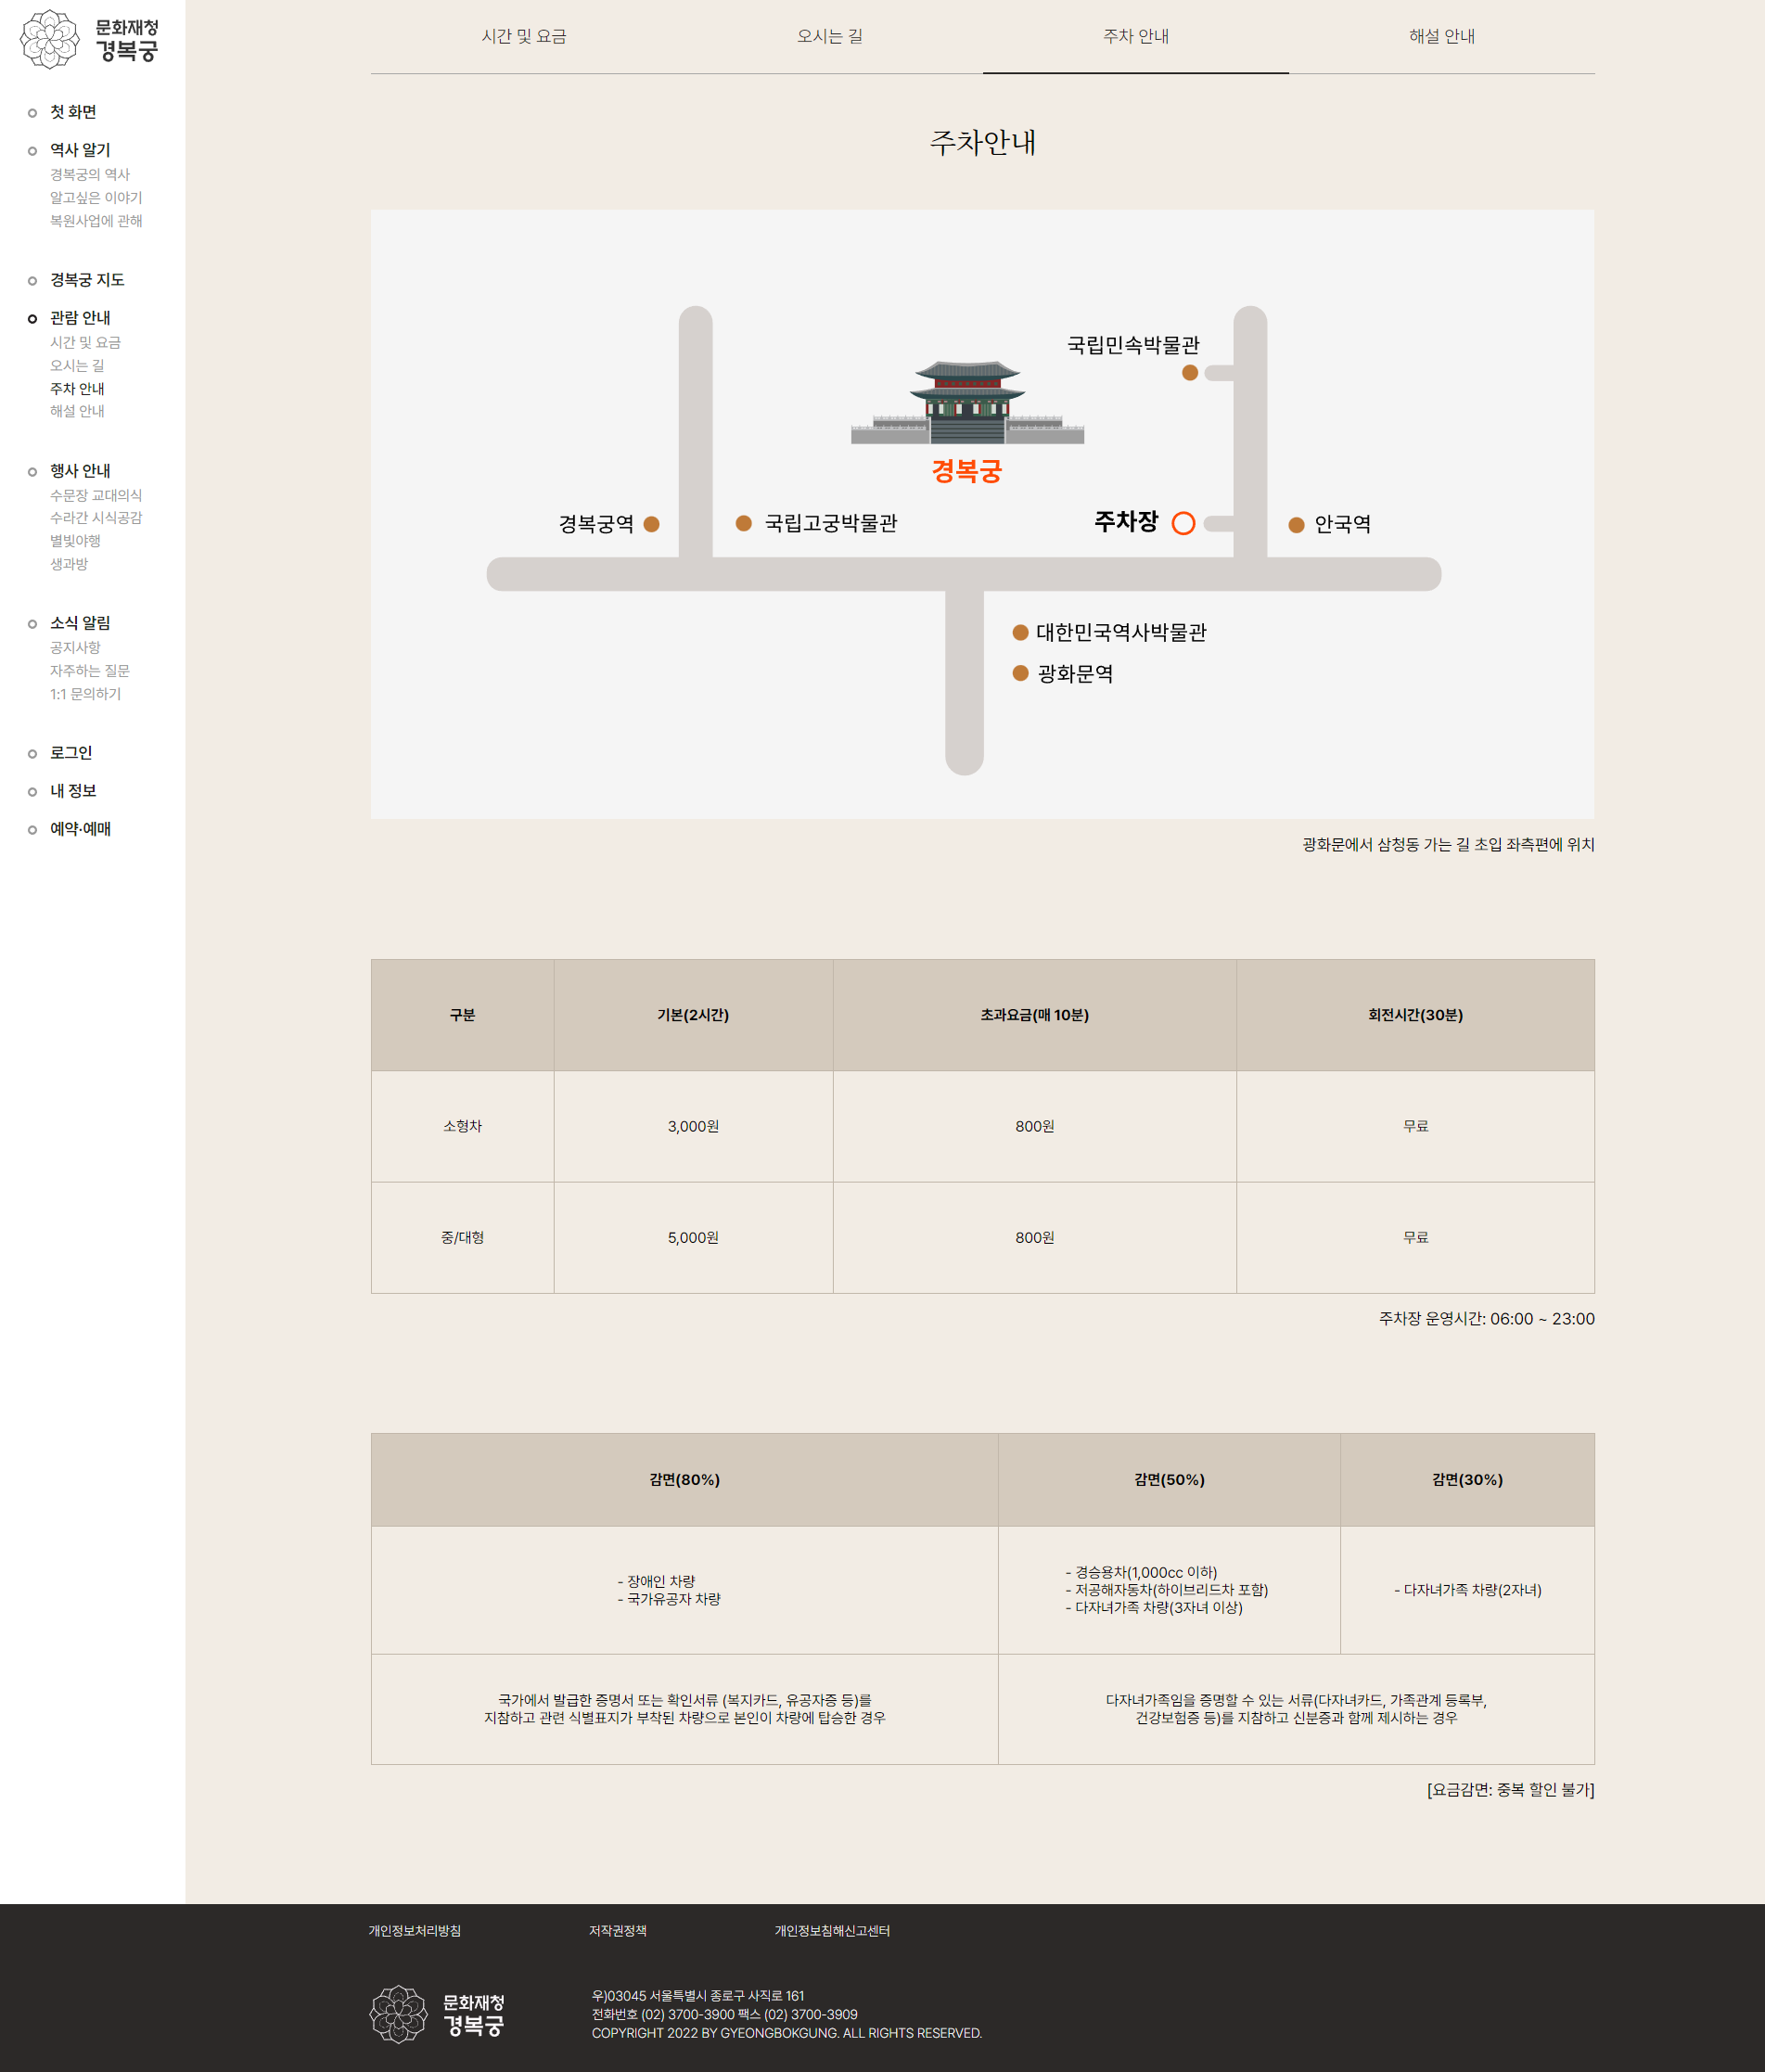 문화재청
경복궁
첫 화면
역사 알기
경복궁의 역사
알고싶은 이야기
복원사업에 관해
경복궁 지도
관람 안내
시간 및 요금
오시는 길
주차 안내
해설 안내
행사 안내
수문장 교대의식
수라간 시식공감
별빛야행
생과방
소식 알림
공지사항
자주하는 질문
1:1 문의하기
로그인
내 정보
예약·예매
시간 및 요금
오시는 길
주차 안내
해설 안내
주차안내
국립민속박물관
경복궁
경복궁역
국립고궁박물관
주차장
안국역
대한민국역사박물관
광화문역
광화문에서 삼청동 가는 길 초입 좌측편에 위치
구분 기본(2시간) 초과요금(매 10분) 회전시간(30분)
소형차 3,000원 800원 무료
중/대형 5,000원 800원 무료
주차장 운영시간: 06:00 ~ 23:00
감면(80%) 감면(50%) 감면(30%)
- 장애인 차량
- 국가유공자 차량
- 경승용차(1,000cc 이하)
- 저공해자동차(하이브리드차 포함)
- 다자녀가족 차량(3자녀 이상)
- 다자녀가족 차량(2자녀)
국가에서 발급한 증명서 또는 확인서류 (복지카드, 유공자증 등)를
지참하고 관련 식별표지가 부착된 차량으로 본인이 차량에 탑승한 경우
다자녀가족임을 증명할 수 있는 서류(다자녀카드, 가족관계 등록부,
건강보험증 등)를 지참하고 신분증과 함께 제시하는 경우
[요금감면: 중복 할인 불가]
개인정보처리방침
저작권정책
개인정보침해신고센터
문화재청
경복궁
우)03045 서울특별시 종로구 사직로 161
전화번호 (02) 3700-3900 팩스 (02) 3700-3909
COPYRIGHT 2022 BY GYEONGBOKGUNG. ALL RIGHTS RESERVED.